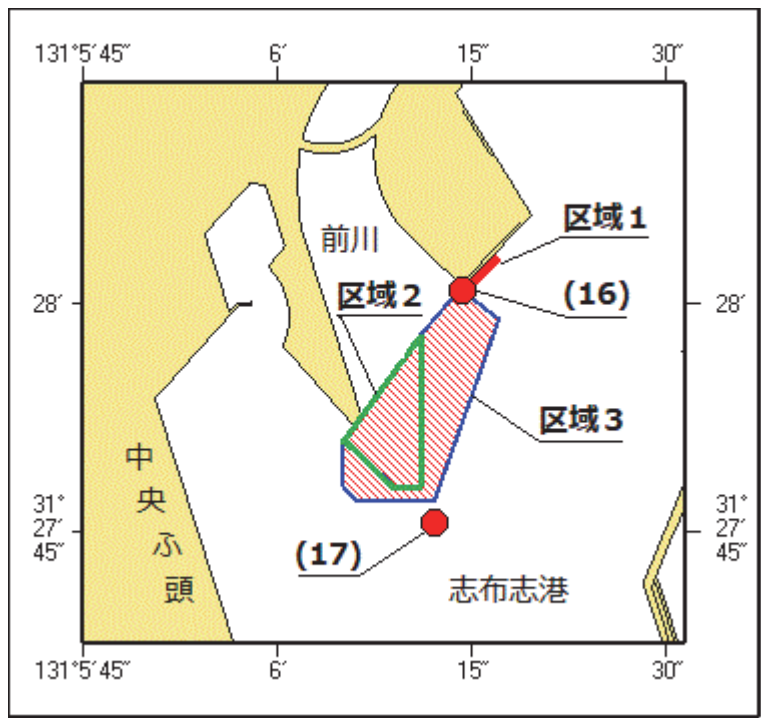 131°5′45″ 6′ 15″ 30″
区域1
前川
区域2
(16)
28′ 28′
区域3
中央ふ頭
31°
27′
45″
31°
27′
45″
(17)
志布志港
131°5′45″ 6′ 15″ 30″